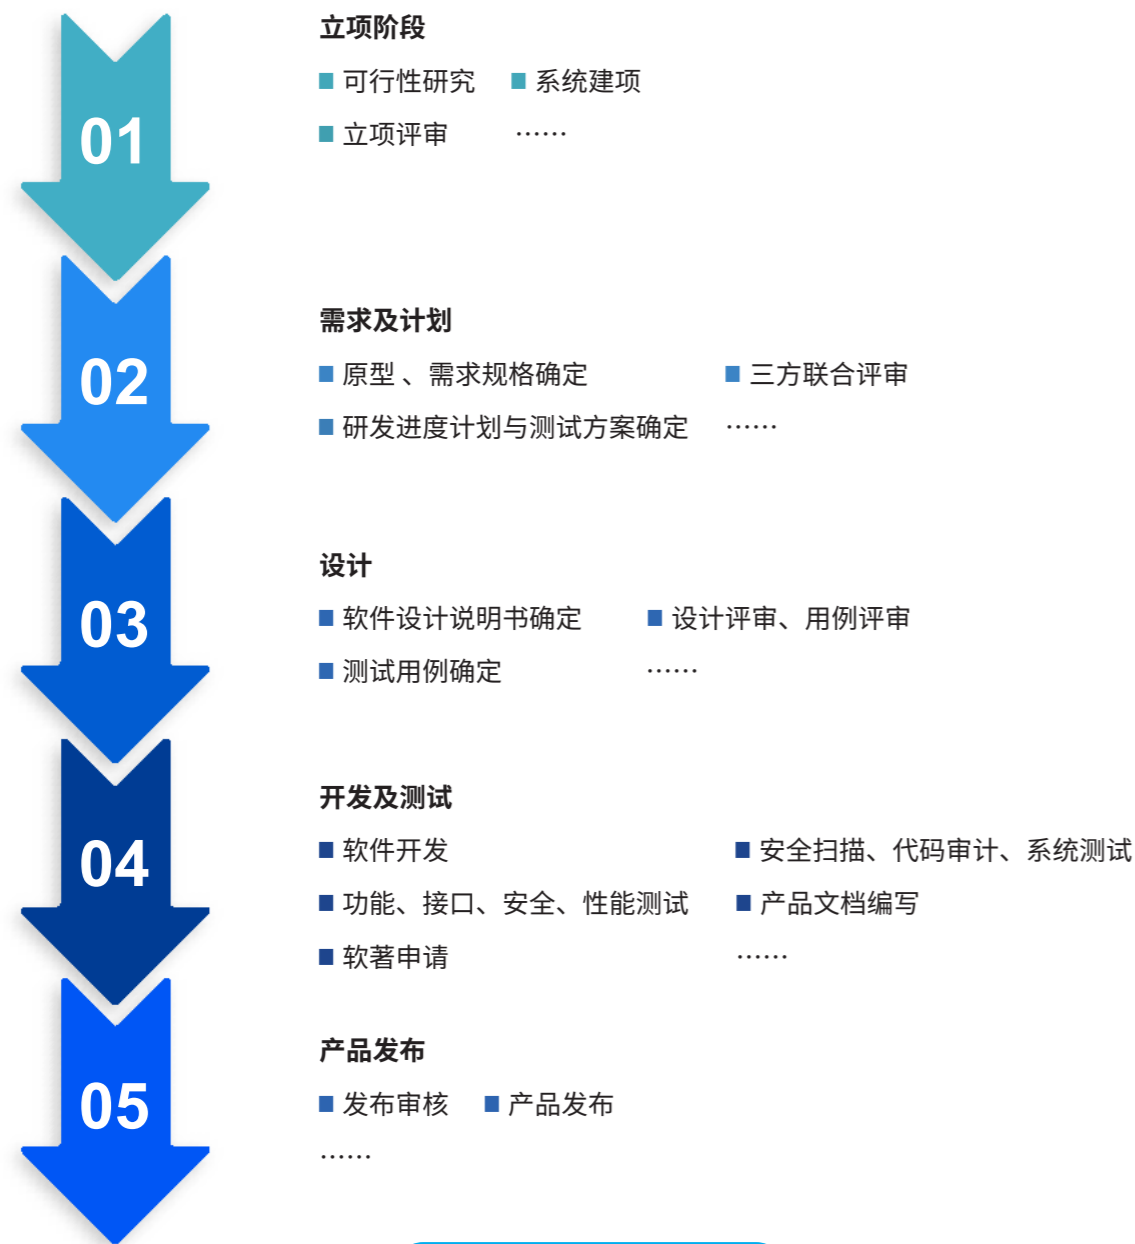 01
立项阶段
■ 可行性研究 ■ 系统建项
■ 立项评审 ……
02
需求及计划
■ 原型 、需求规格确定 ■ 三方联合评审
■ 研发进度计划与测试方案确定 ……
03
设计
■ 软件设计说明书确定 ■ 设计评审、用例评审
■ 测试用例确定 ……
04
开发及测试
■ 软件开发 ■ 安全扫描、代码审计、系统测试
■ 功能、接口、安全、性能测试 ■ 产品文档编写
■ 软著申请 ……
05
产品发布
■ 发布审核 ■ 产品发布
……